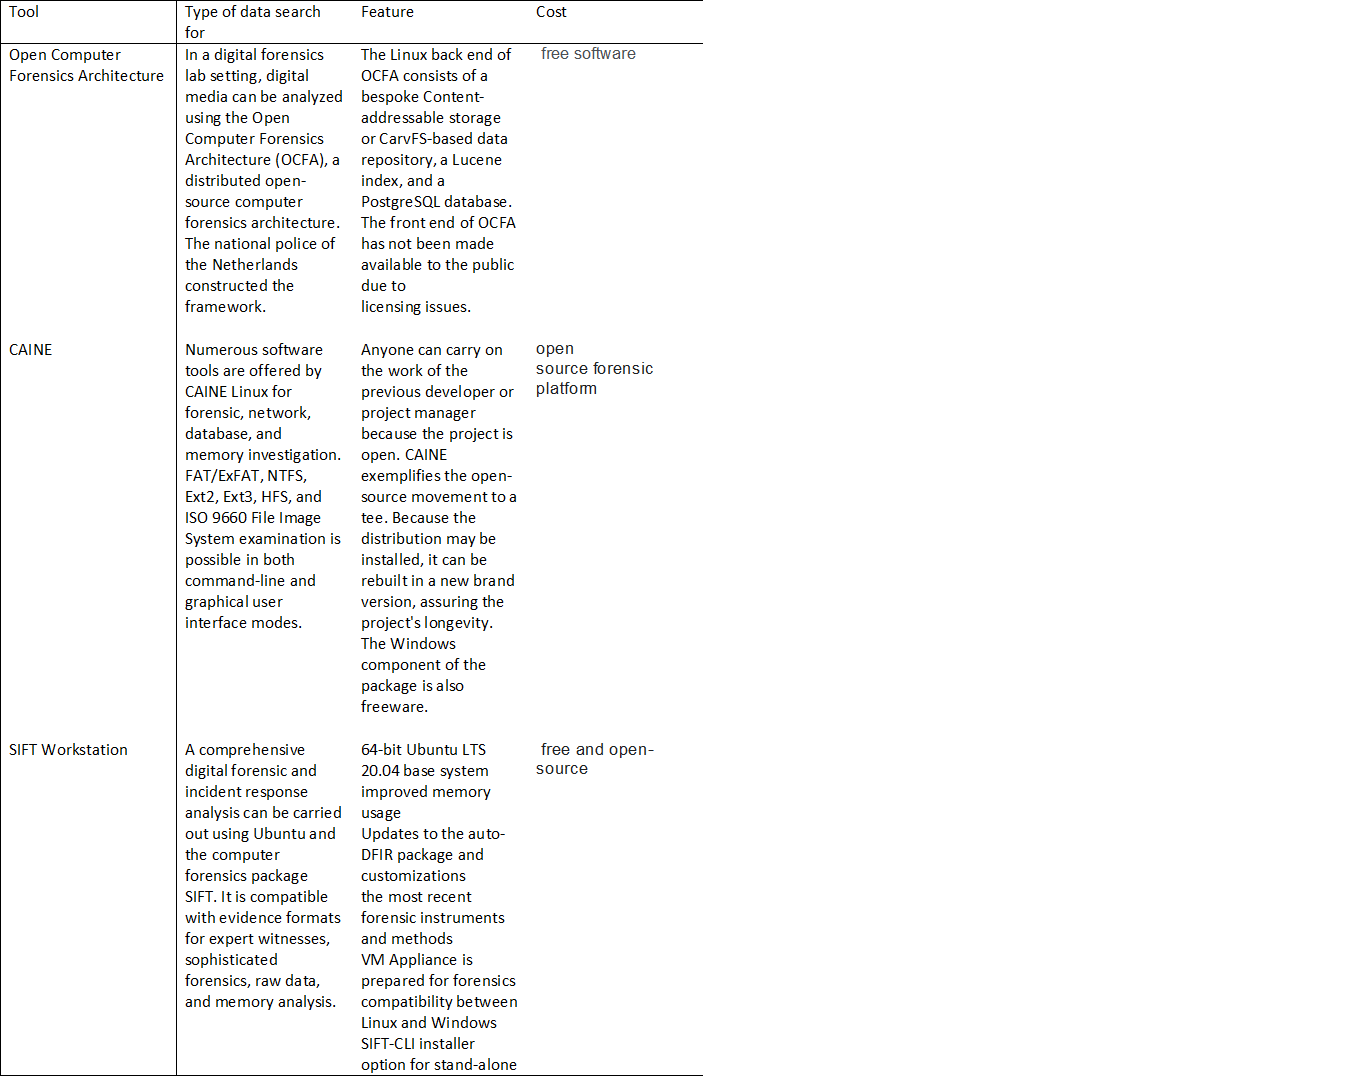 Tool
Type of data search
for
Feature
Cost
Open Computer
Forensics Architecture
In a digital forensics
lab setting, digital
media can be analyzed
using the Open
Computer Forensics
Architecture (OCFA), a
distributed open-
source computer
forensics architecture.
The national police of
the Netherlands
constructed the
framework.
The Linux back end of
OCFA consists of a
bespoke Content-
addressable storage
or CarvFS-based data
repository, a Lucene
index, and a
PostgreSQL database.
The front end of OCFA
has not been made
available to the public
due to
licensing issues.
free software
CAINE
Numerous software
tools are offered by
CAINE Linux for
forensic, network,
database, and
memory investigation.
FAT/ExFAT, NTFS,
Ext2, Ext3, HFS, and
ISO 9660 File Image
System examination is
possible in both
command-line and
graphical user
interface modes.
Anyone can carry on
the work of the
previous developer or
project manager
because the project is
open. CAINE
exemplifies the open-
source movement to a
tee. Because the
distribution may be
installed, it can be
rebuilt in a new brand
version, assuring the
project's longevity.
The Windows
component of the
package is also
freeware.
open
source forensic
platform
SIFT Workstation
A comprehensive
digital forensic and
incident response
analysis can be carried
out using Ubuntu and
the computer
forensics package
SIFT. It is compatible
with evidence formats
for expert witnesses,
sophisticated
forensics, raw data,
and memory analysis.
64-bit Ubuntu LTS
20.04 base system
improved memory
usage
Updates to the auto-
DFIR package and
customizations
the most recent
forensic instruments
and methods
VM Appliance is
prepared for forensics
compatibility between
Linux and Windows
SIFT-CLI installer
option for stand-alone
free and open-
source